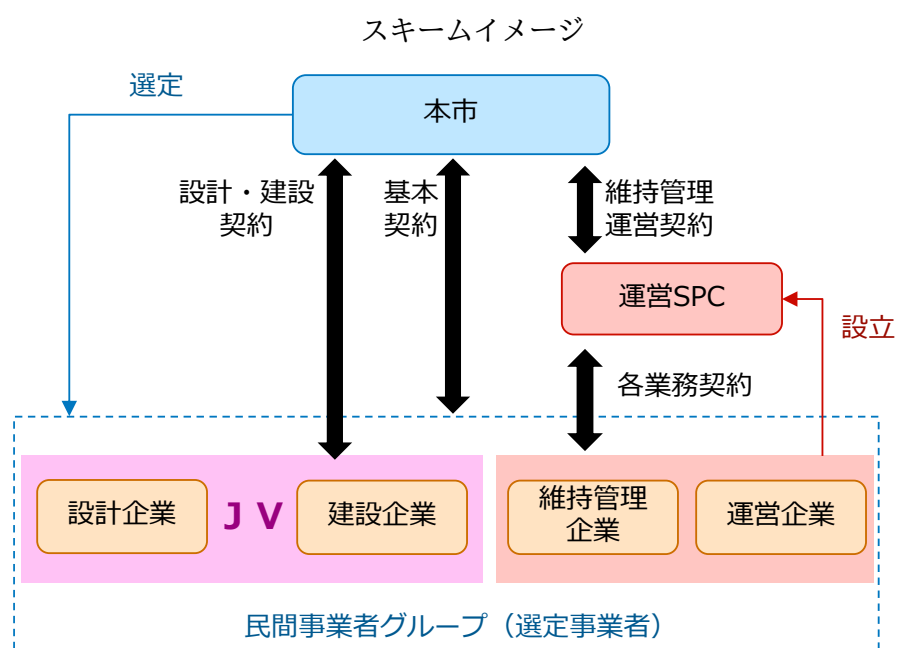 スキームイメージ
選定
本市
設計・建設
契約
基本
契約
維持管理
運営契約
運営SPC
設立
各業務契約
設計企業
ＪＶ
建設企業
維持管理
企業
運営企業
民間事業者グループ（選定事業者）